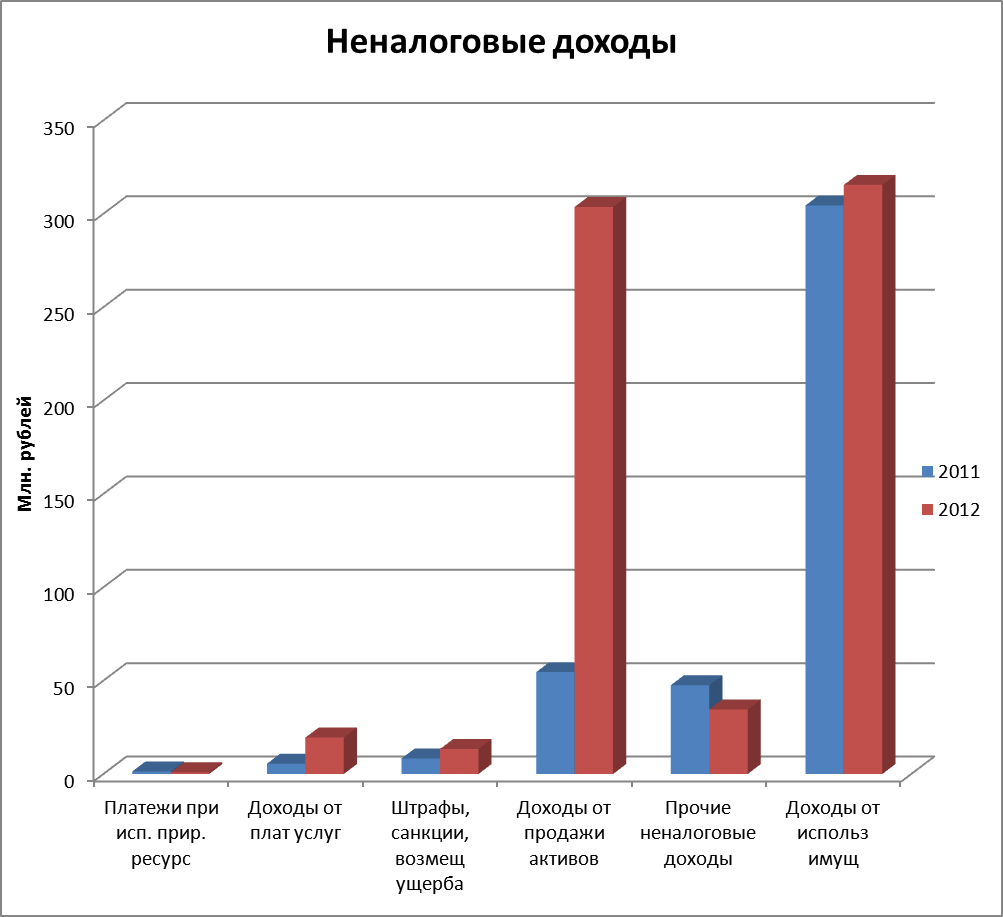 Неналоговые доходы
350
300
250
200
150
100
50
0
Млн. рублей
2011
2012
Платежи при
исп. прир.
ресурс
Доходы от
плат услуг
Штрафы,
санкции,
возмещ
ущерба
Доходы от
продажи
активов
Прочие
неналоговые
доходы
Доходы от
использ
имущ